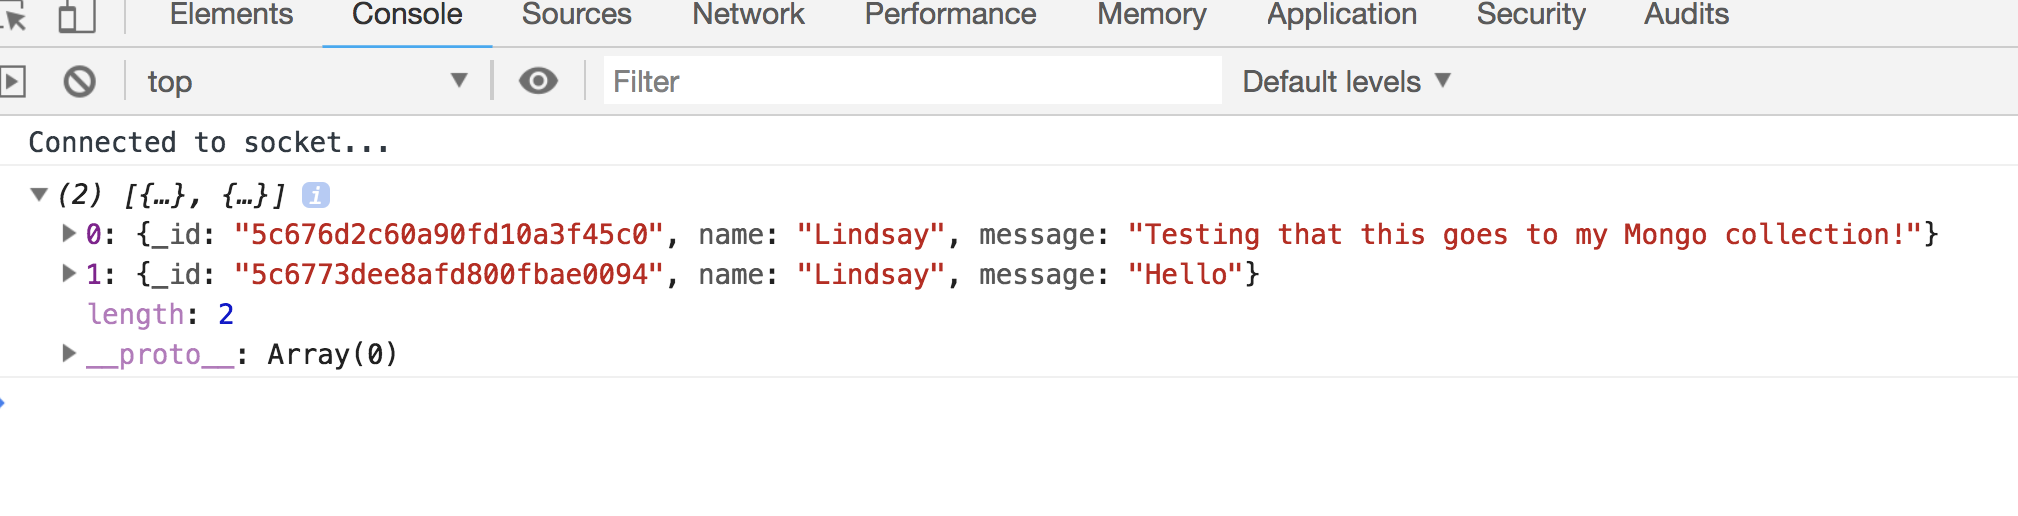 Elements Console Sources Network Performance Memory Application Security Audits
top Filter Default levels
Connected to socket...
(2) [{…}, {…}] i
0: {_id: "5c676d2c60a90fd10a3f45c0", name: "Lindsay", message: "Testing that this goes to my Mongo collection!"}
1: {_id: "5c6773dee8afd800fbae0094", name: "Lindsay", message: "Hello"}
length: 2
__proto__: Array(0)